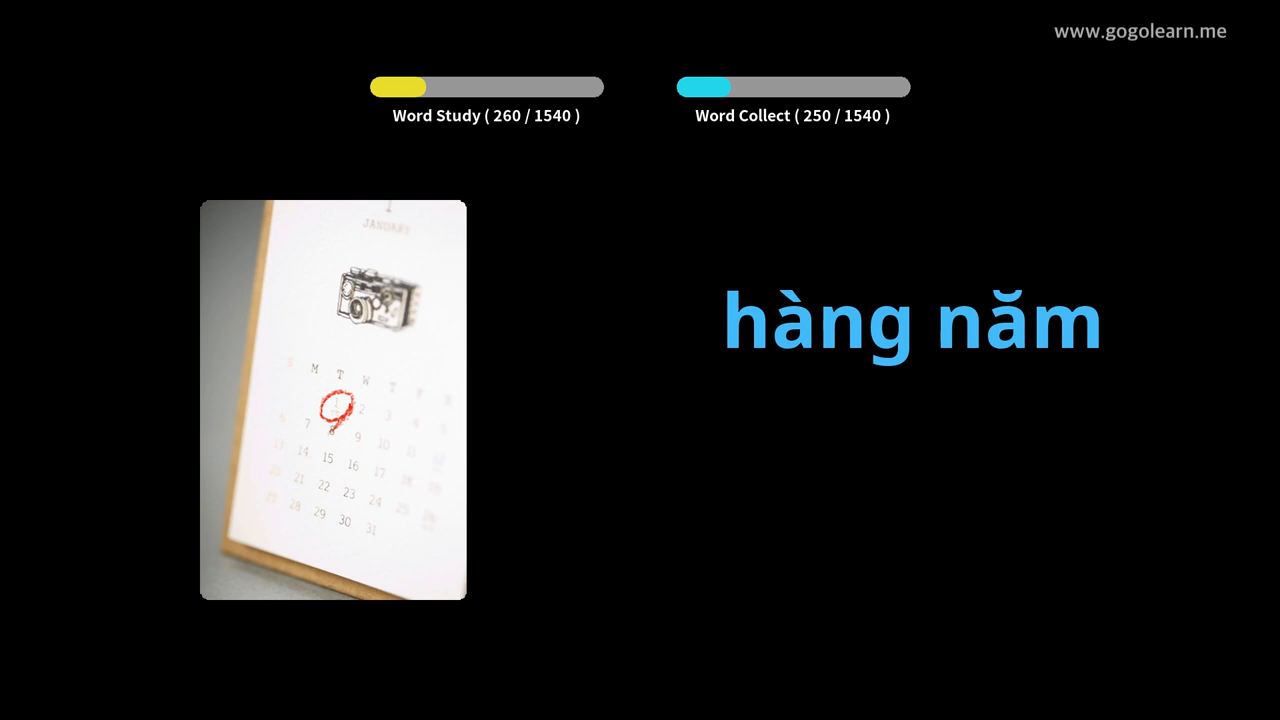 www.gogolearn.me
Word Study ( 260 / 1540 )
Word Collect ( 250 / 1540 )
hàng năm
JANUARY
M T W T
1 2 3 4 5
6 7 8 9 10 11
13 14 15 16 17 18
20 21 22 23 24 25
27 28 29 30 31